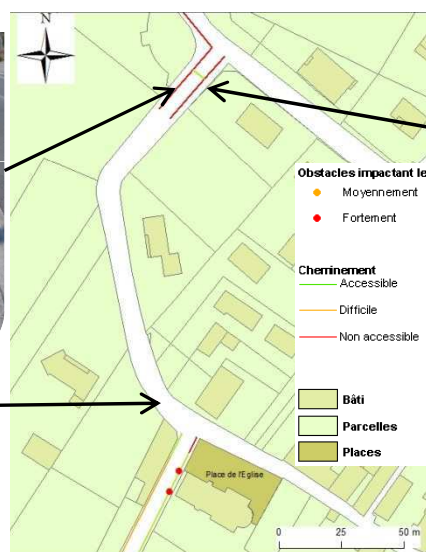 N
Obstacles impactant le
Moyennement
Fortement
Cheminement
Accessible
Difficile
Non accessible
Bâti
Parcelles
Places
Place de l'Eglise
0 25 50 m